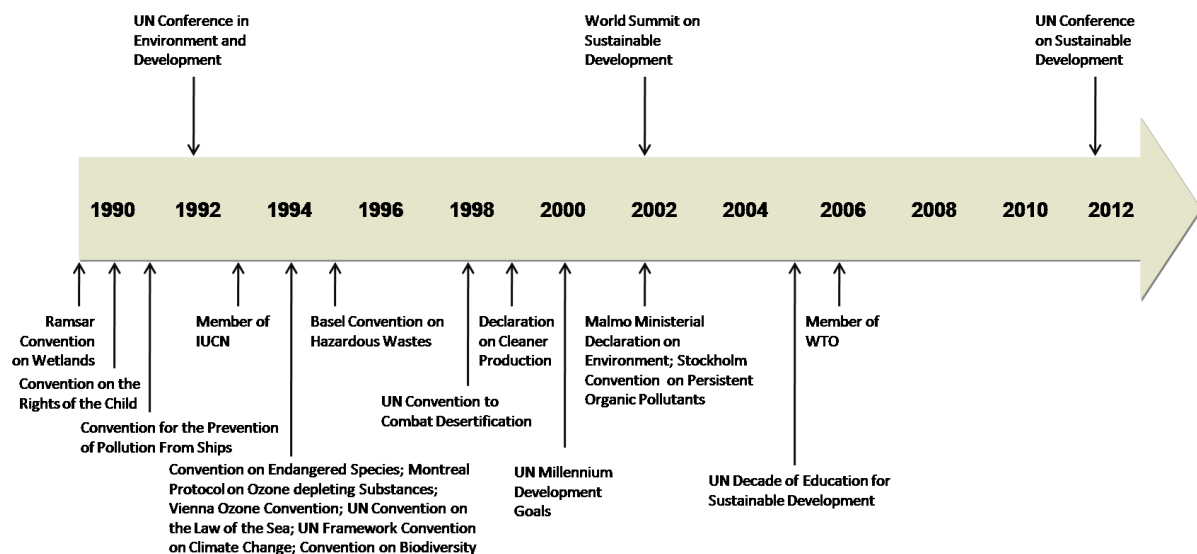 UN Conference in
Environment and
Development
World Summit on
Sustainable
Development
UN Conference
on Sustainable
Development
1990 1992 1994 1996 1998 2000 2002 2004 2006 2008 2010 2012
Ramsar
Convention
on Wetlands
Convention on the
Rights of the Child
Convention for the Prevention
of Pollution From Ships
Member of
IUCN
Convention on Endangered Species; Montreal
Protocol on Ozone depleting Substances;
Vienna Ozone Convention; UN Convention on
the Law of the Sea; UN Framework Convention
on Climate Change; Convention on Biodiversity
Basel Convention on
Hazardous Wastes
UN Convention to
Combat Desertification
Declaration
on Cleaner
Production
UN Millennium
Development
Goals
Malmo Ministerial
Declaration on
Environment; Stockholm
Convention on Persistent
Organic Pollutants
UN Decade of Education for
Sustainable Development
Member of
WTO